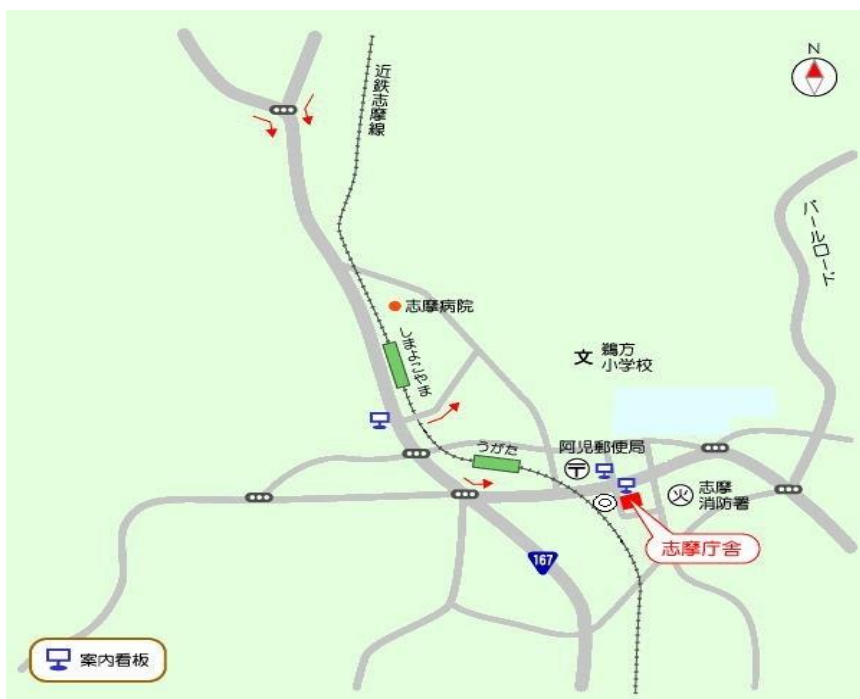 N
近鉄志摩線
パールロード
志摩病院
しまよこやま
鵜方
小学校
文
うがた
阿児郵便局
〒
火
志摩
消防署
志摩庁舎
167
案内看板